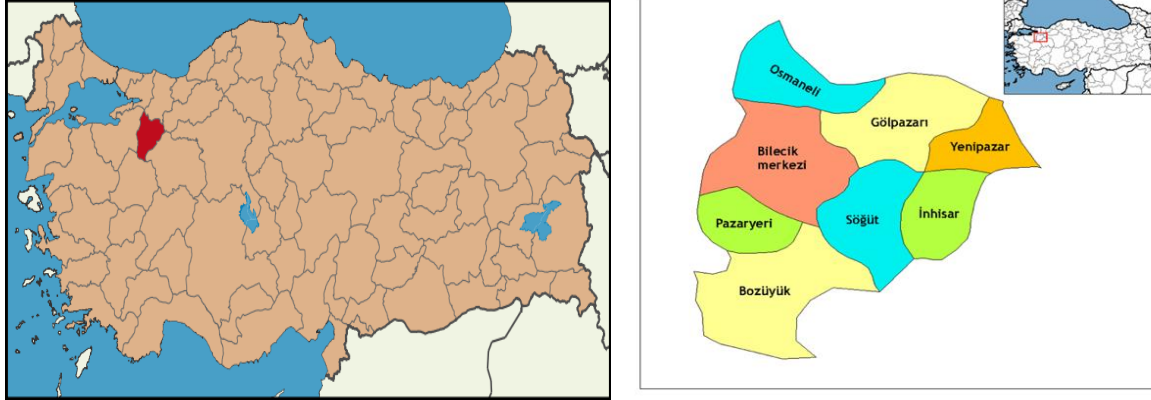 Osmaneli
Gölpazarı
Yenipazar
Bilecik
merkezi
Pazaryeri
Söğüt
İnhisar
Bozüyük